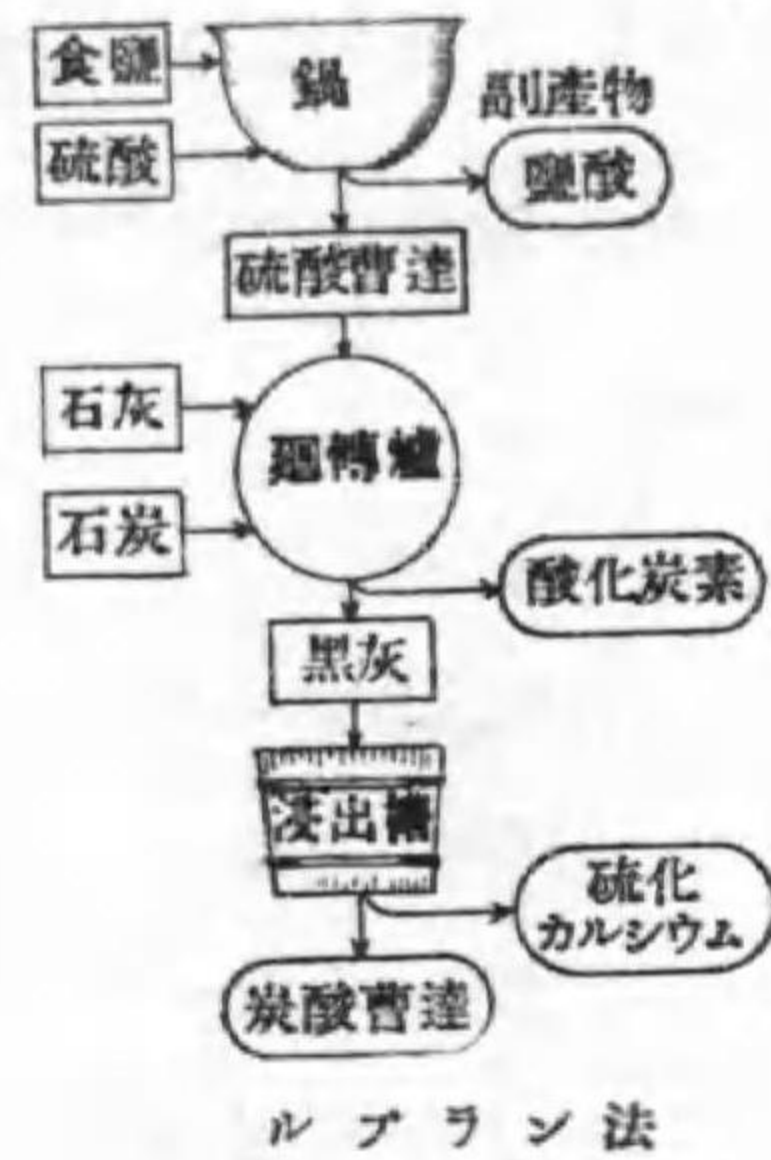 食鹽
鍋
硫酸
副産物
鹽酸
硫酸曹達
石灰
廻轉爐
石炭
酸化炭素
黒灰
浸出槽
硫化
カルシウム
炭酸曹達
ルブラン法